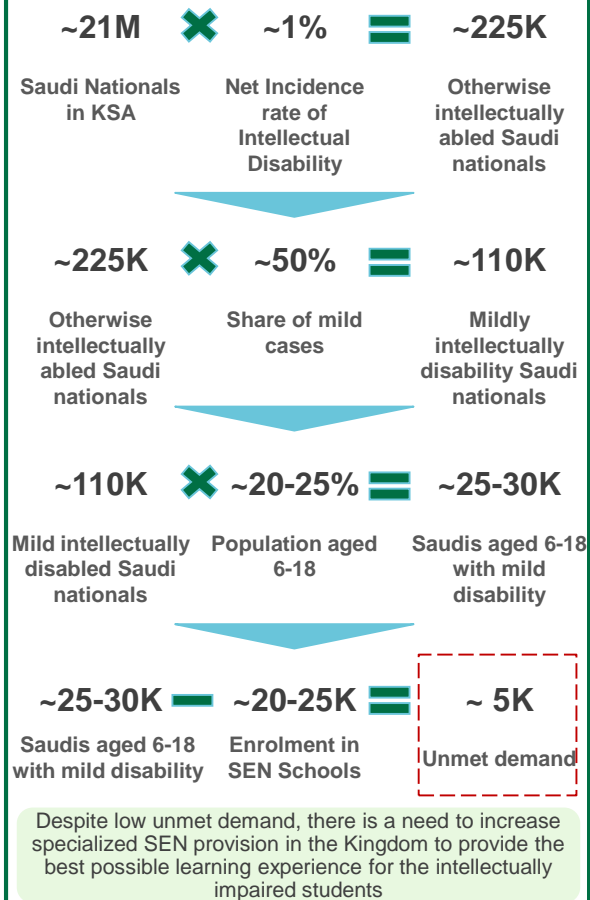 ~21M ✖ ~1% = ~225K
Saudi Nationals
in KSA
Net Incidence
rate of
Intellectual
Disability
Otherwise
intellectually
abled Saudi
nationals
~225K ✖ ~50% = ~110K
Otherwise
intellectually
abled Saudi
nationals
Share of mild
cases
Mildly
intellectually
disability Saudi
nationals
~110K ✖ ~20-25% = ~25-30K
Mild intellectually
disabled Saudi
nationals
Population aged
6-18
Saudis aged 6-18
with mild
disability
~25-30K − ~20-25K = ~ 5K
Saudis aged 6-18
with mild disability
Enrolment in
SEN Schools
Unmet demand
Despite low unmet demand, there is a need to increase
specialized SEN provision in the Kingdom to provide the
best possible learning experience for the intellectually
impaired students